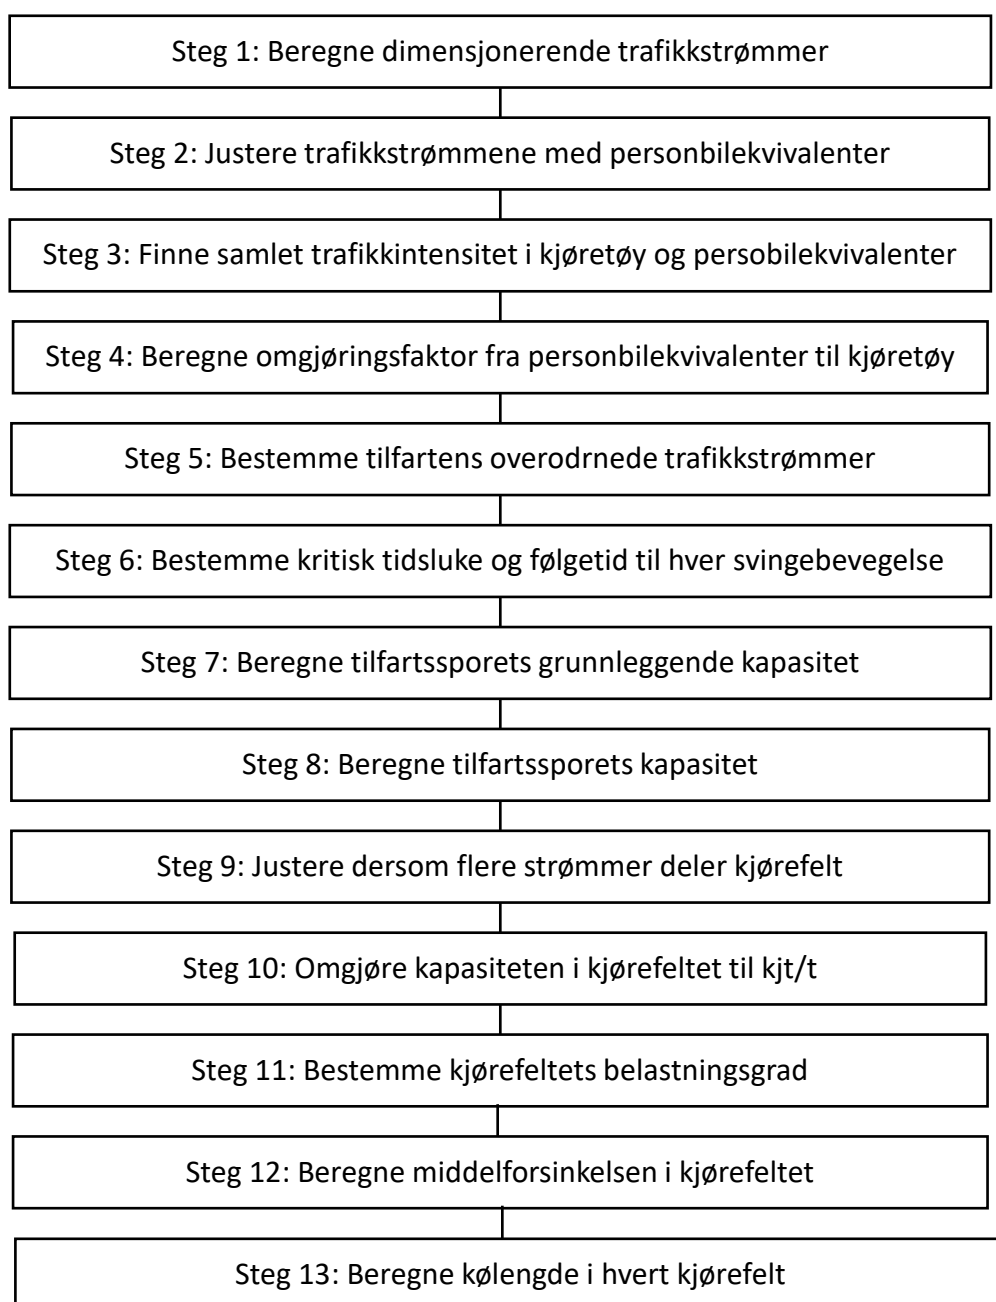 Steg 1: Beregne dimensjonerende trafikkstrømmer
Steg 2: Justere trafikkstrømmene med personbilekvivalenter
Steg 3: Finne samlet trafikkintensitet i kjøretøy og persobilekvivalenter
Steg 4: Beregne omgjøringsfaktor fra personbilekvivalenter til kjøretøy
Steg 5: Bestemme tilfartens overodrnede trafikkstrømmer
Steg 6: Bestemme kritisk tidsluke og følgetid til hver svingebevegelse
Steg 7: Beregne tilfartssporets grunnleggende kapasitet
Steg 8: Beregne tilfartssporets kapasitet
Steg 9: Justere dersom flere strømmer deler kjørefelt
Steg 10: Omgjøre kapasiteten i kjørefeltet til kjt/t
Steg 11: Bestemme kjørefeltets belastningsgrad
Steg 12: Beregne middelforsinkelsen i kjørefeltet
Steg 13: Beregne kølengde i hvert kjørefelt